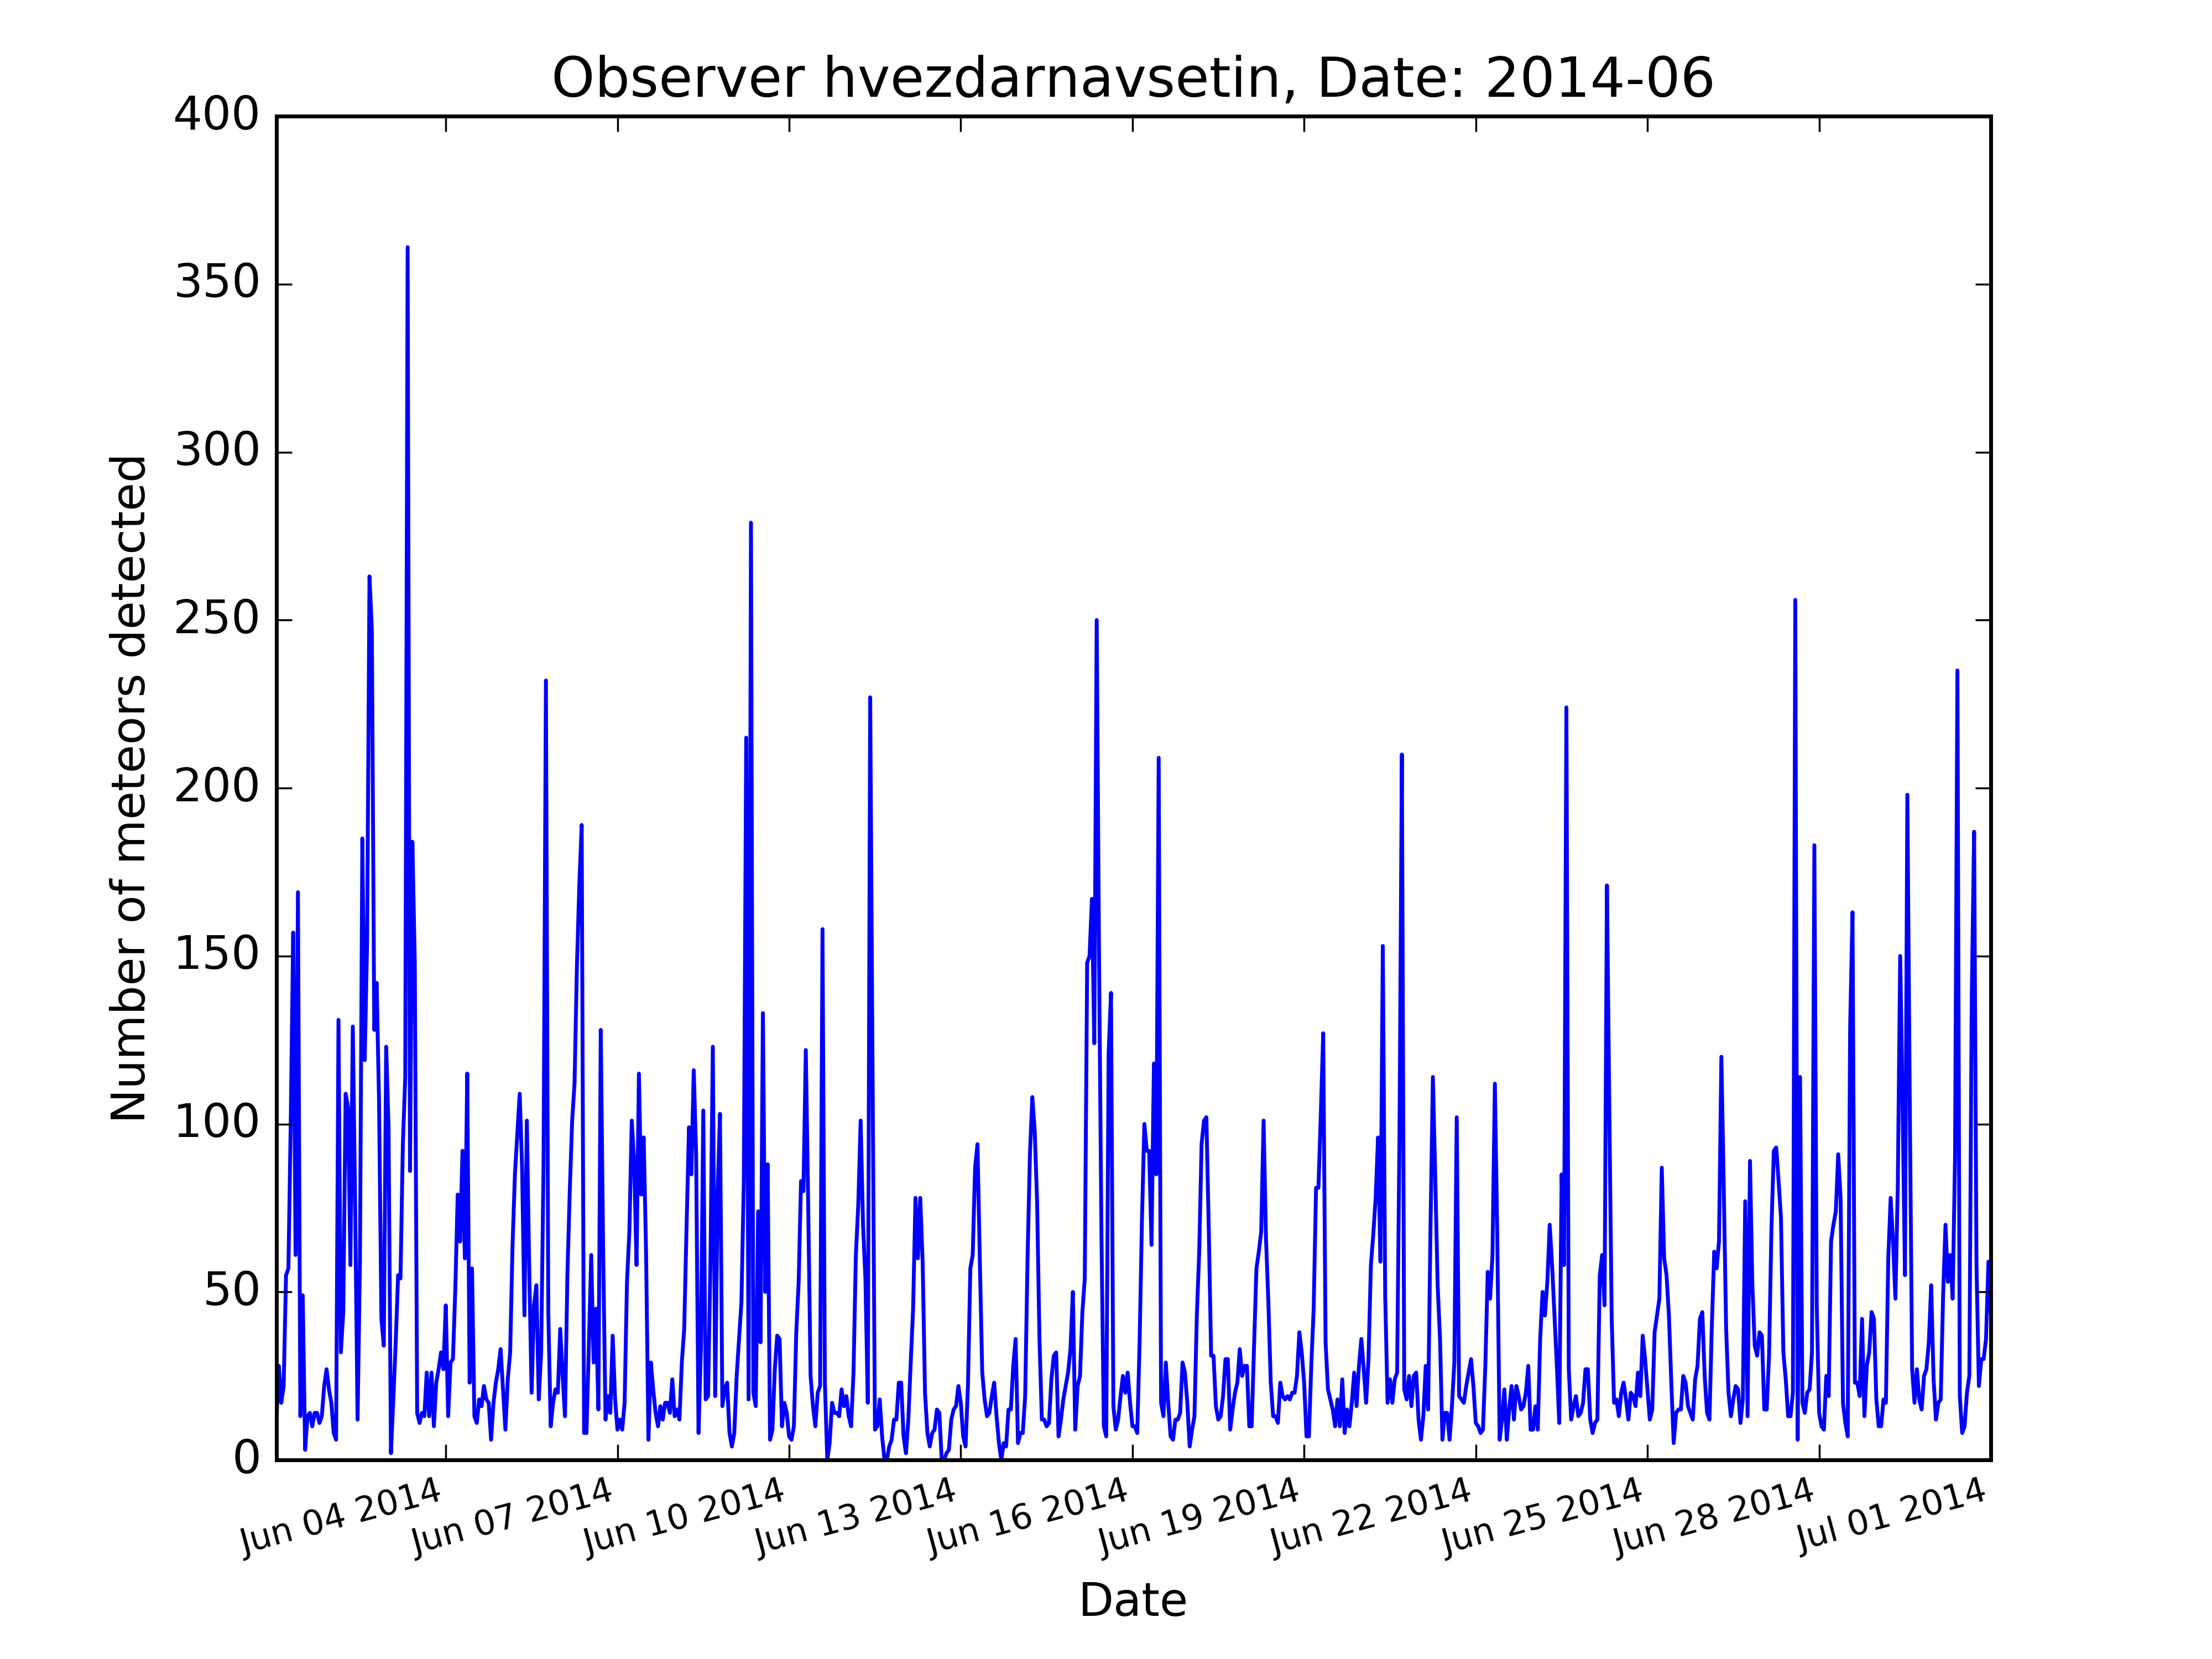 Observer hvezdarnavsetin, Date: 2014-06
Number of meteors detected
400
350
300
250
200
150
100
50
0
Jun 04 2014
Jun 07 2014
Jun 10 2014
Jun 13 2014
Jun 16 2014
Jun 19 2014
Jun 22 2014
Jun 25 2014
Jun 28 2014
Jul 01 2014
Date